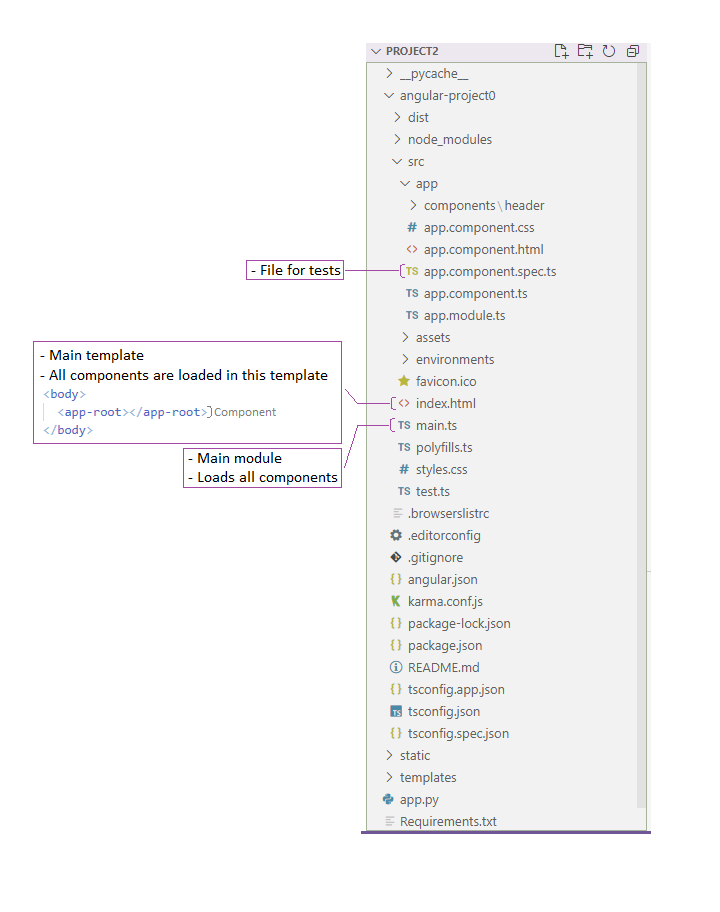 PROJECT2
__pycache__
angular-project0
dist
node_modules
src
app
components\header
# app.component.css
<> app.component.html
- File for tests
TS app.component.spec.ts
TS app.component.ts
TS app.module.ts
assets
environments
favicon.ico
- Main template
- All components are loaded in this template
<body>
<app-root></app-root> Component
</body>
<> index.html
- Main module
- Loads all components
TS main.ts
TS polyfills.ts
# styles.css
TS test.ts
.browserslistrc
.editorconfig
.gitignore
{} angular.json
K karma.conf.js
{} package-lock.json
{} package.json
README.md
{} tsconfig.app.json
TS tsconfig.json
{} tsconfig.spec.json
static
templates
app.py
Requirements.txt